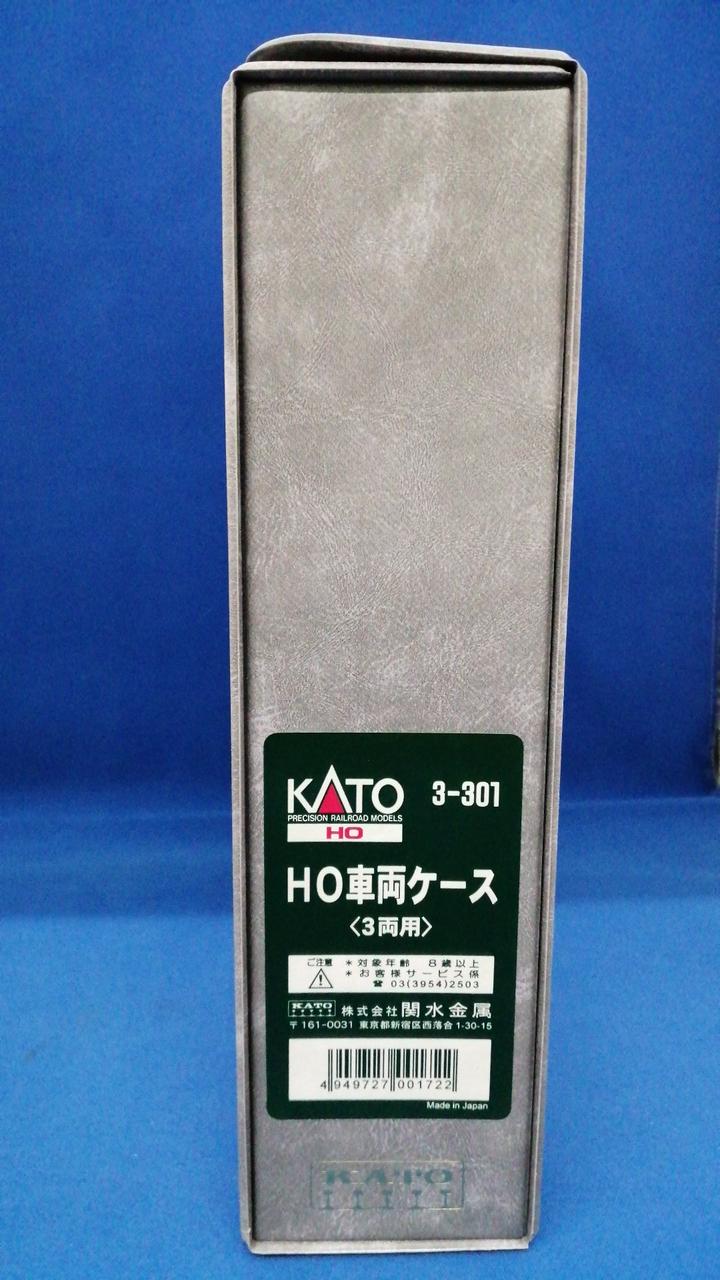 KATO 3-301
PRECISION RAILROAD MODELS
HO
HO車両ケース
〈3両用〉
ご注意 *対象年齢 8歳以上
*お客様サービス係
☎ 03(3954)2503
KATO 株式会社 関水金属
〒161-0031 東京都新宿区西落合1-30-15
4 949727 001722
Made in Japan
KATO